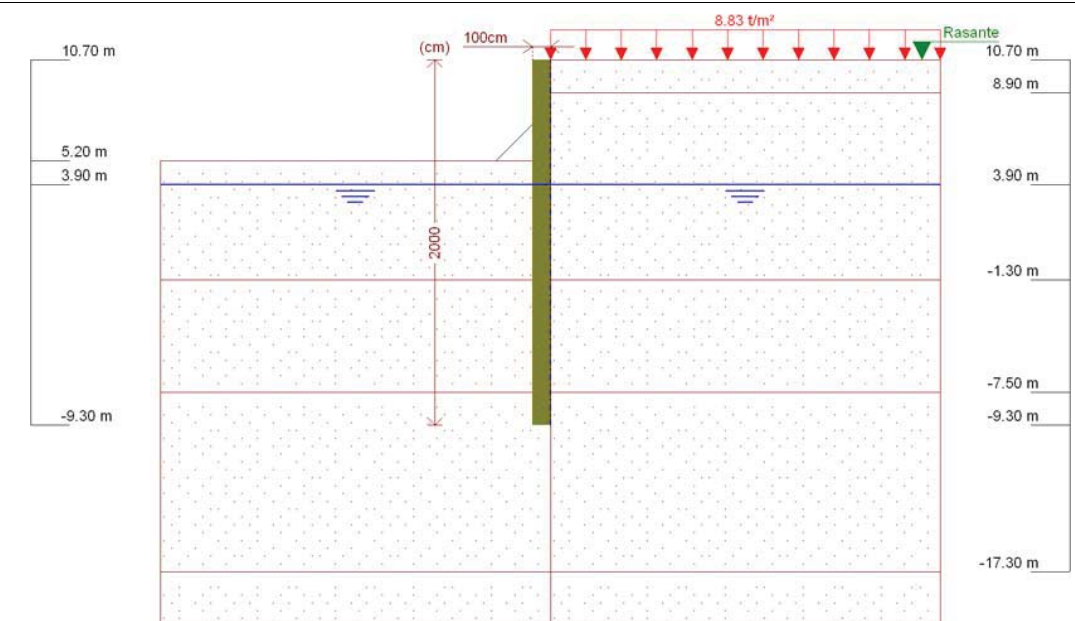 8.83 t/m²
Rasante
100cm
(cm)
10.70 m
10.70 m
8.90 m
5.20 m
3.90 m
3.90 m
2000
-1.30 m
-7.50 m
-9.30 m
-9.30 m
-17.30 m